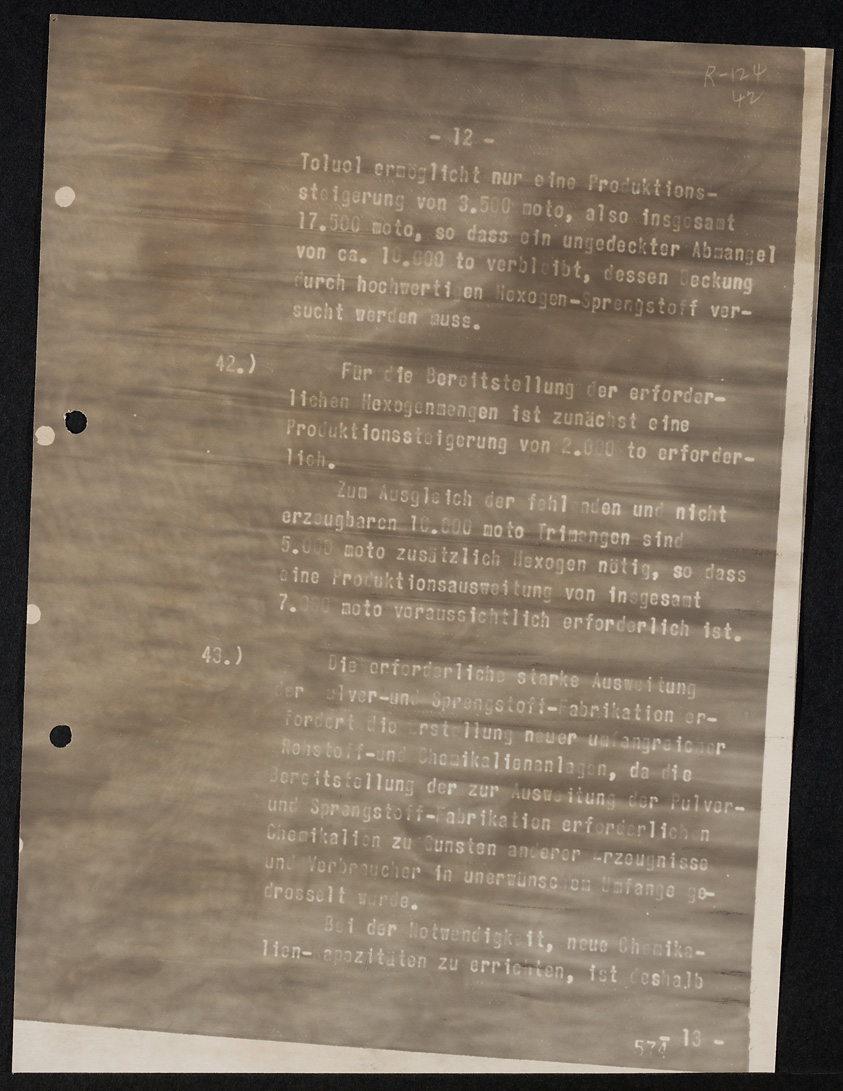 R-124
42
- 12 -
Toluol ermöglicht nur eine Produktions-
steigerung von 3.500 moto, also insgesamt
17.500 moto, so dass ein ungedeckter Abmangel
von ca. 10.000 to verbleibt, dessen Deckung
durch hochwertigen Hexogen-Sprengstoff ver-
sucht werden muss.
42.) Für die Bereitstellung der erforder-
lichen Hexogenmengen ist zunächst eine
Produktionssteigerung von 2.000 to erforder-
lich.
Zum Ausgleich der fehlenden und nicht
erzeugbaren 10.000 moto Trimengen sind
5.000 moto zusätzlich Hexogen nötig, so dass
eine Produktionsausweitung von insgesamt
7.000 moto voraussichtlich erforderlich ist.
43.) Die erforderliche starke Ausweitung
der Pulver-und Sprengstoff-Fabrikation er-
fordert die Erstellung neuer umfangreicher
Rohstoff-und Chemikalienanlagen, da die
Bereitstellung der zur Ausweitung der Pulver-
und Sprengstoff-Fabrikation erforderlichen
Chemikalien zu Gunsten anderer Erzeugnisse
und Verbraucher in unerwünschtem Umfange ge-
drosselt wurde.
Bei der Notwendigkeit, neue Chemika-
lien-Kapazitäten zu errichten, ist deshalb
- 13 -
574